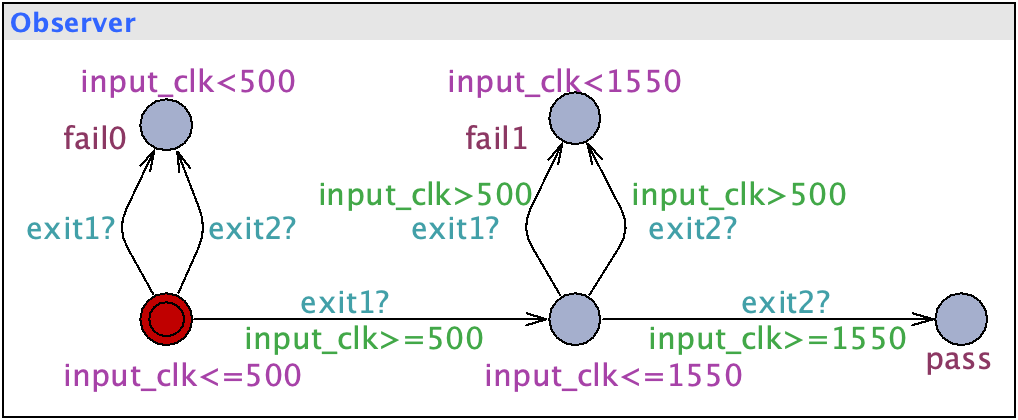 Observer
input_clk<500
input_clk<1550
fail0
fail1
input_clk>500
input_clk>500
exit1?
exit2?
exit1?
exit2?
exit1?
exit2?
input_clk>=500
input_clk>=1550
pass
input_clk<=500
input_clk<=1550